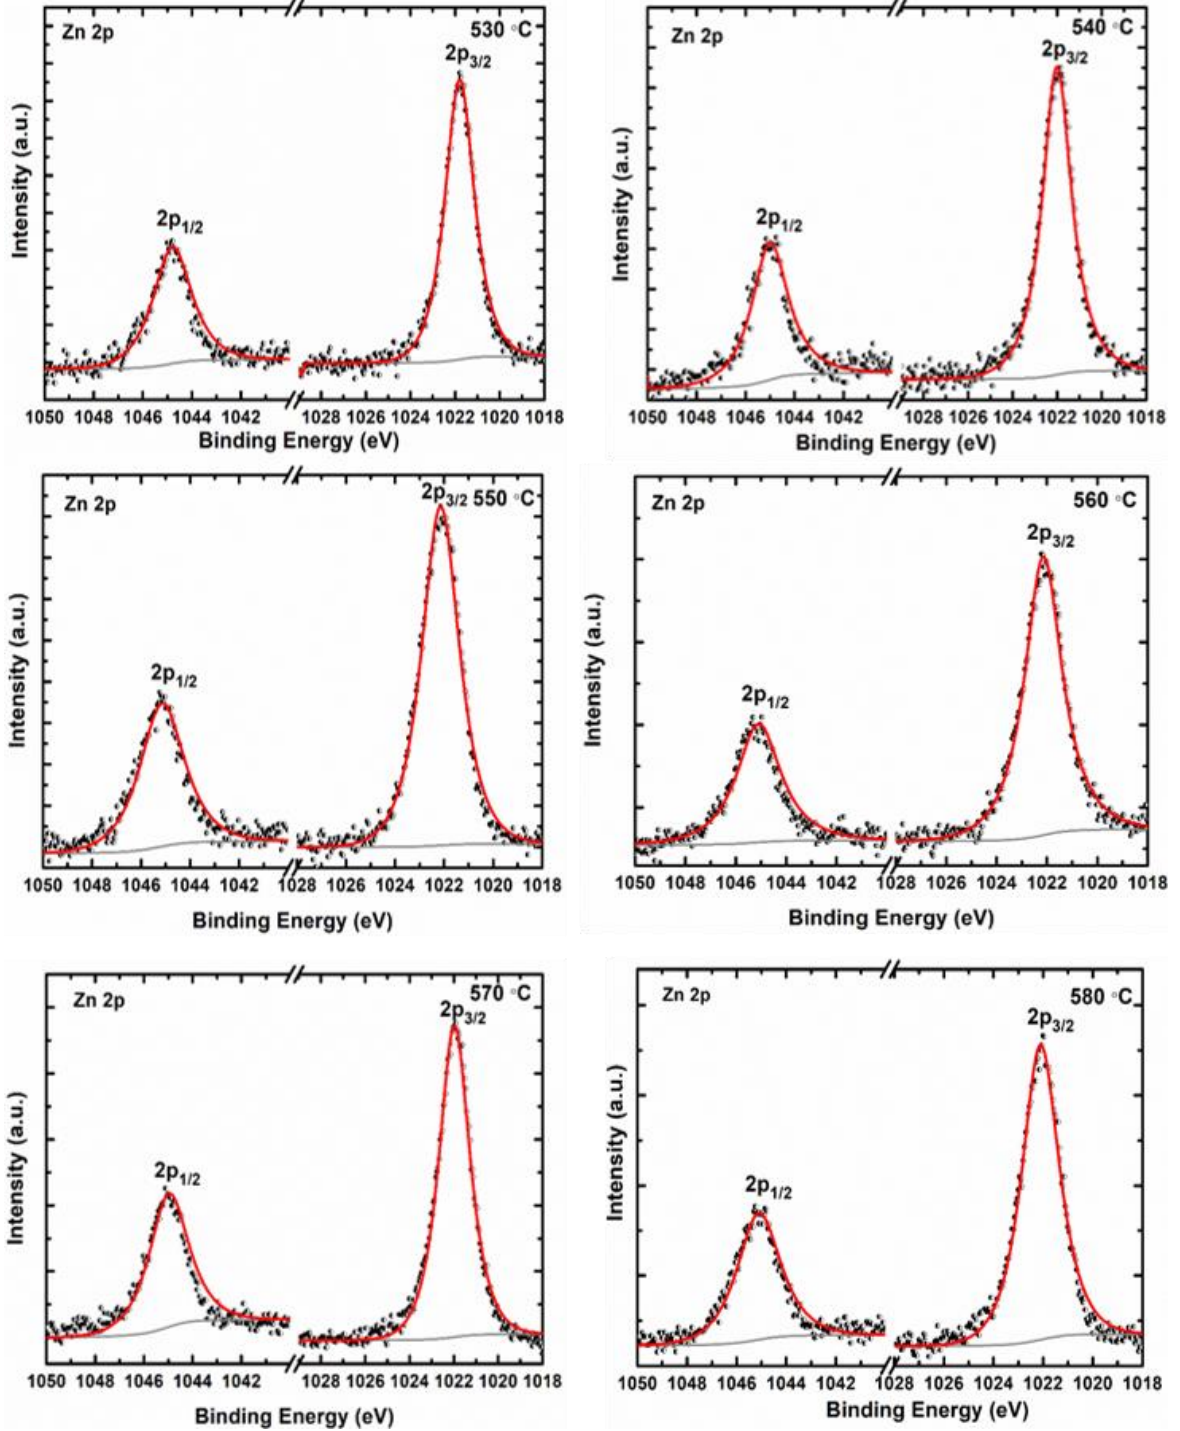 Zn 2p
530 °C
2p3/2
2p1/2
Intensity (a.u.)
1050 1048 1046 1044 1042 1028 1026 1024 1022 1020 1018
Binding Energy (eV)
Zn 2p
540 °C
2p3/2
2p1/2
Intensity (a.u.)
1050 1048 1046 1044 1042 1028 1026 1024 1022 1020 1018
Binding Energy (eV)
Zn 2p
2p3/2 550 °C
2p1/2
Intensity (a.u.)
1050 1048 1046 1044 1042 1028 1026 1024 1022 1020 1018
Binding Energy (eV)
Zn 2p
560 °C
2p3/2
2p1/2
Intensity (a.u.)
1050 1048 1046 1044 1042 1028 1026 1024 1022 1020 1018
Binding Energy (eV)
Zn 2p
570 °C
2p3/2
2p1/2
Intensity (a.u.)
1050 1048 1046 1044 1042 1028 1026 1024 1022 1020 1018
Binding Energy (eV)
Zn 2p
580 °C
2p3/2
2p1/2
Intensity (a.u.)
1050 1048 1046 1044 1042 1028 1026 1024 1022 1020 1018
Binding Energy (eV)